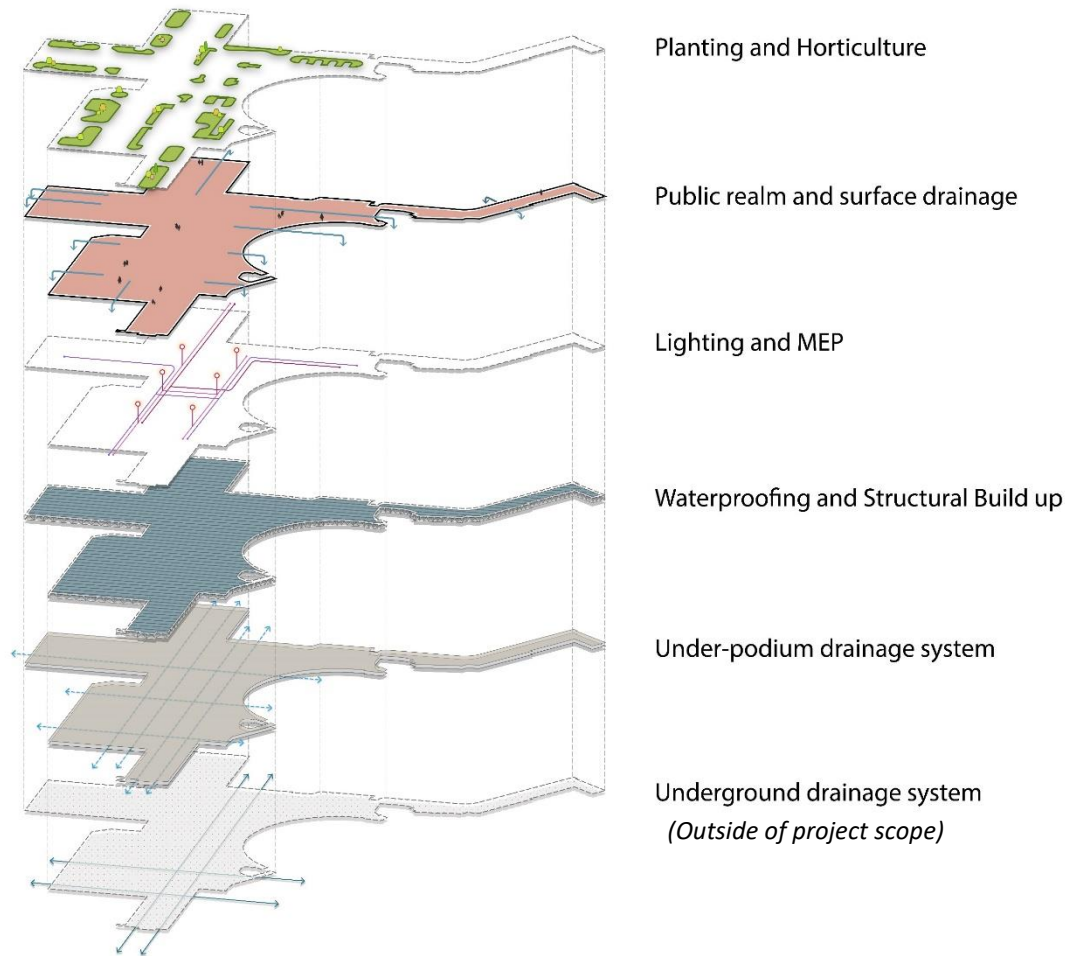 Planting and Horticulture
Public realm and surface drainage
Lighting and MEP
Waterproofing and Structural Build up
Under-podium drainage system
Underground drainage system
(Outside of project scope)